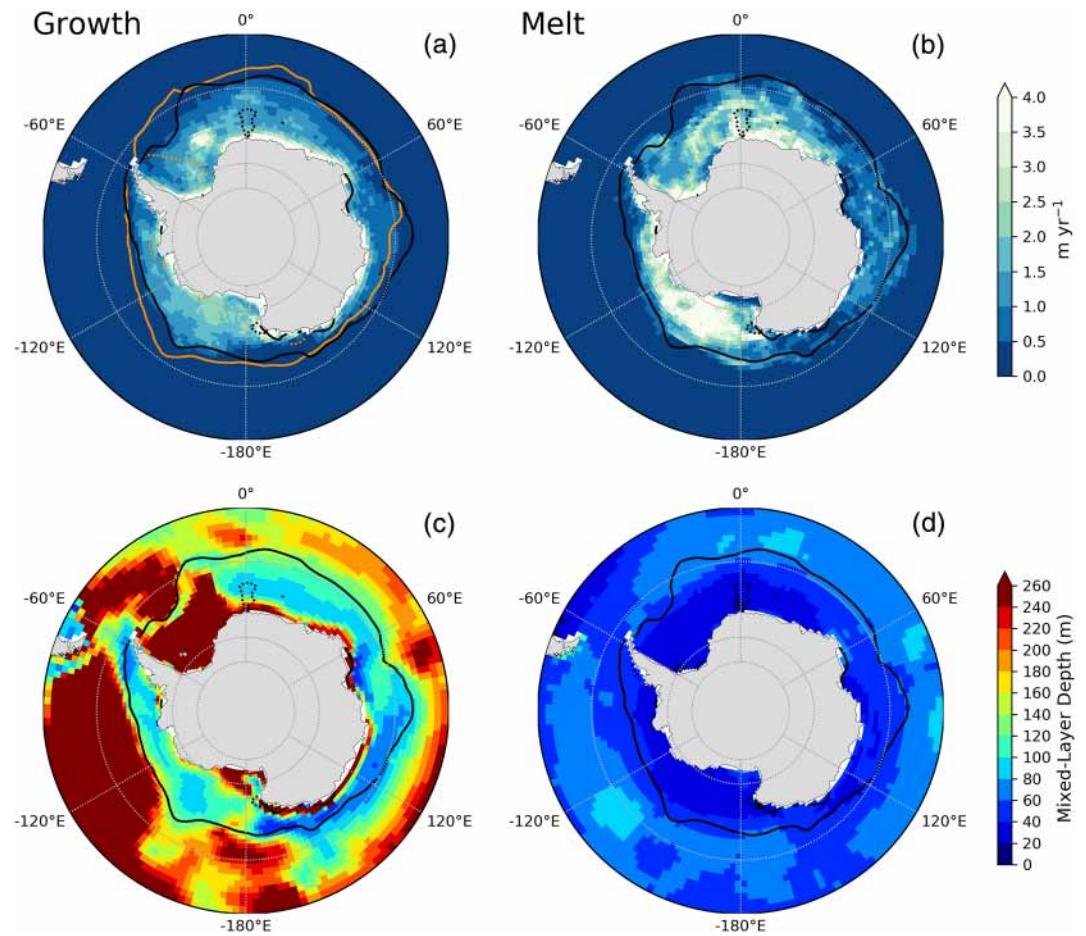 Growth
Melt
0°
(a)
0°
(b)
-60°E
60°E
-60°E
60°E
4.0
3.5
3.0
2.5
2.0
1.5
1.0
0.5
0.0
m yr⁻¹
-120°E
120°E
-120°E
120°E
-180°E
-180°E
0°
(c)
0°
(d)
-60°E
60°E
-60°E
60°E
260
240
220
200
180
160
140
120
100
80
60
40
20
0
Mixed-Layer Depth (m)
-120°E
120°E
-120°E
120°E
-180°E
-180°E